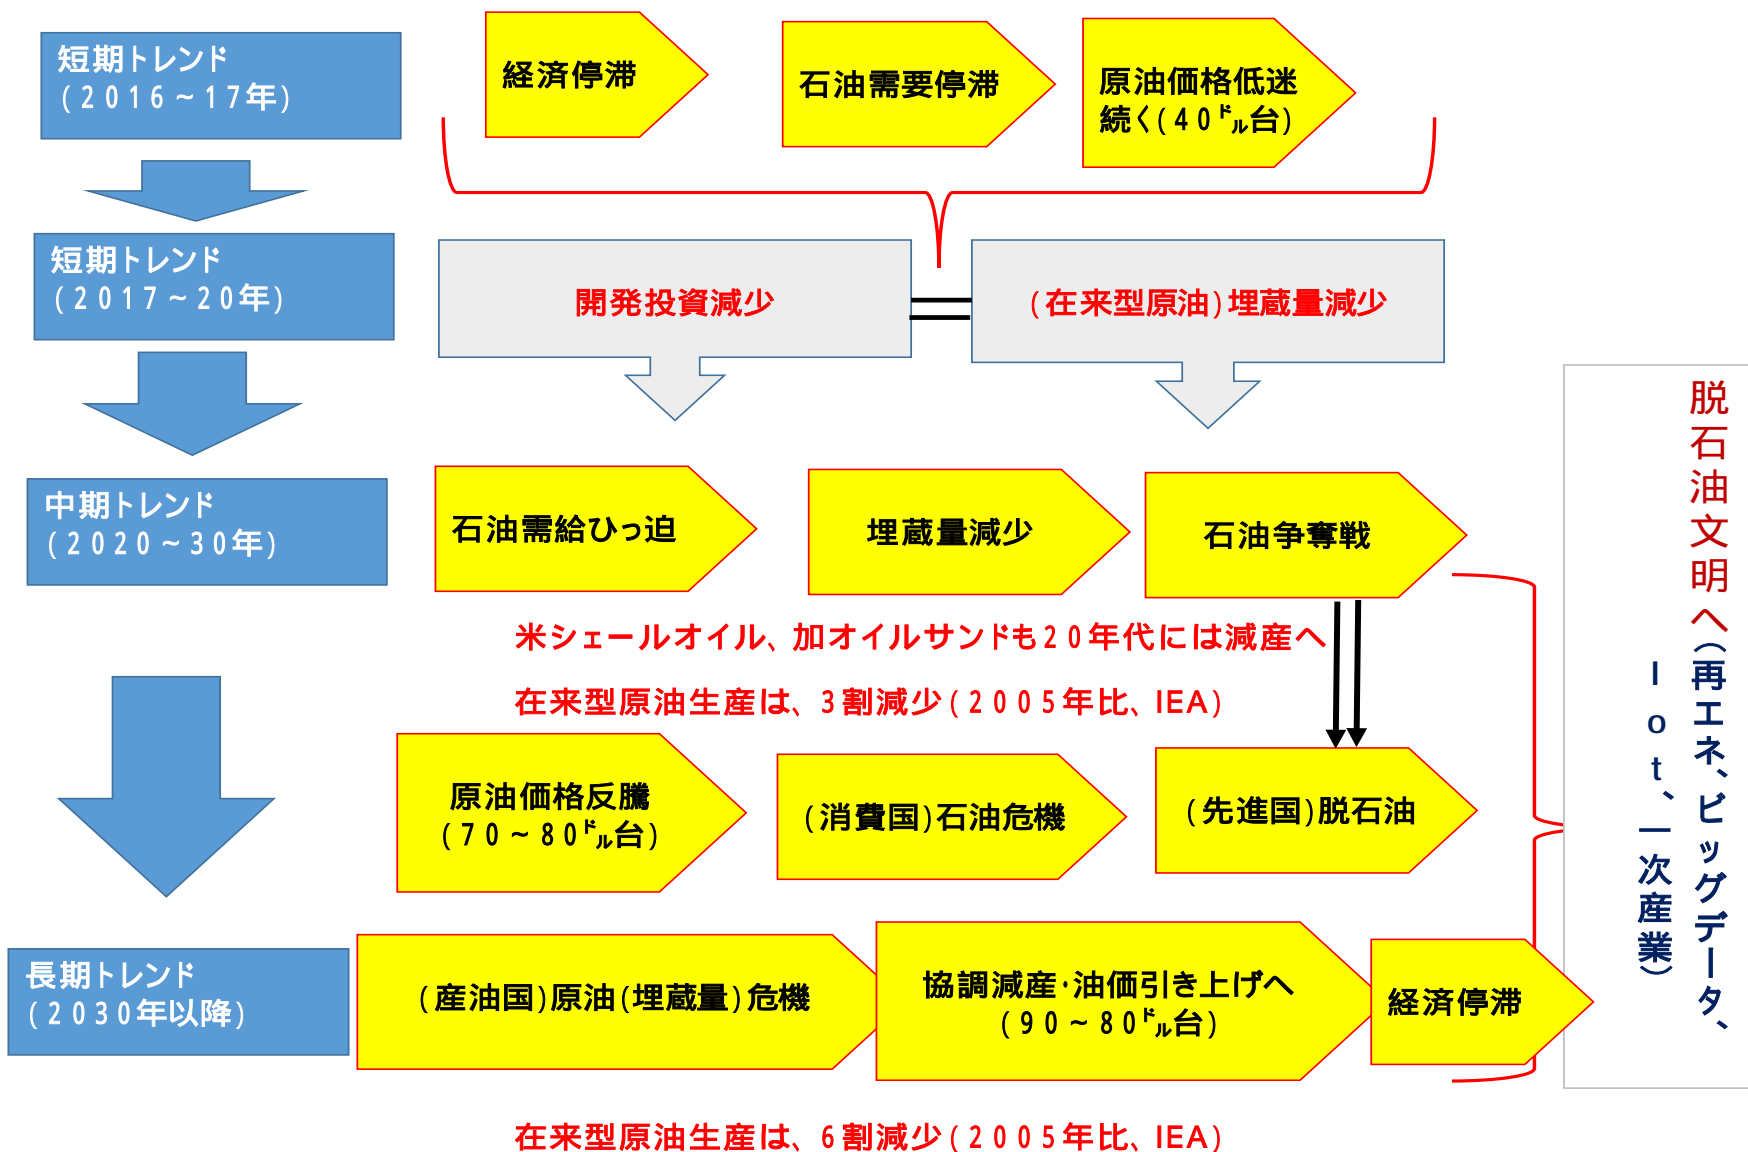 短期トレンド
(2016~17年)
経済停滞
石油需要停滞
原油価格低迷
続く(40㌦台)
短期トレンド
(2017~20年)
開発投資減少
(在来型原油)埋蔵量減少
中期トレンド
(2020~30年)
石油需給ひっ迫
埋蔵量減少
石油争奪戦
米シェールオイル、加オイルサンドも20年代には減産へ
在来型原油生産は、3割減少(2005年比、IEA)
原油価格反騰
(70~80㌦台)
(消費国)石油危機
(先進国)脱石油
長期トレンド
(2030年以降)
(産油国)原油(埋蔵量)危機
協調減産・油価引き上げへ
(90~80㌦台)
経済停滞
在来型原油生産は、6割減少(2005年比、IEA)
脱石油文明へ(再エネ、ビッグデータ、
Iot、一次産業)